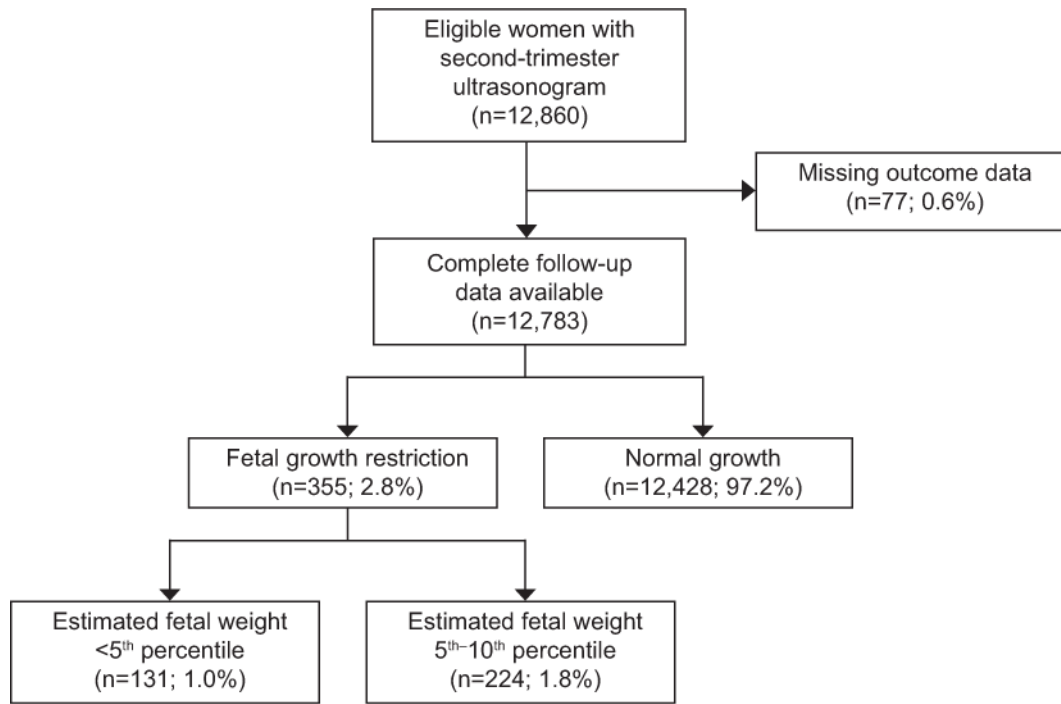 Eligible women with
second-trimester
ultrasonogram
(n=12,860)
Missing outcome data
(n=77; 0.6%)
Complete follow-up
data available
(n=12,783)
Fetal growth restriction
(n=355; 2.8%)
Normal growth
(n=12,428; 97.2%)
Estimated fetal weight
<5th percentile
(n=131; 1.0%)
Estimated fetal weight
5th–10th percentile
(n=224; 1.8%)